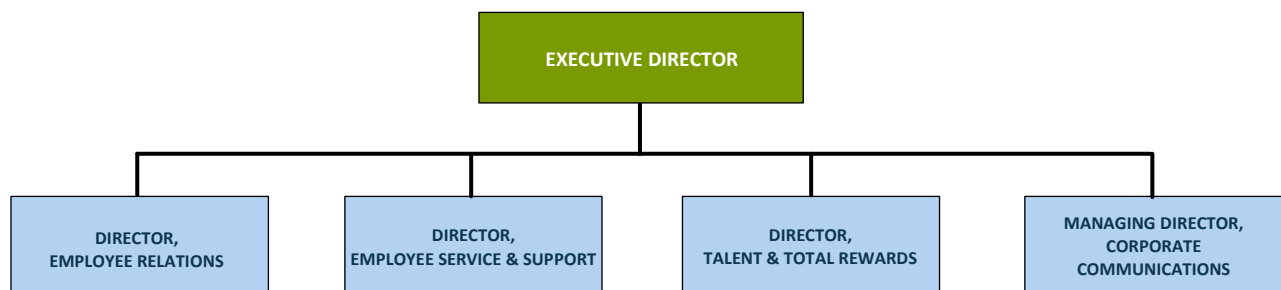 EXECUTIVE DIRECTOR
DIRECTOR,
EMPLOYEE RELATIONS
DIRECTOR,
EMPLOYEE SERVICE & SUPPORT
DIRECTOR,
TALENT & TOTAL REWARDS
MANAGING DIRECTOR,
CORPORATE
COMMUNICATIONS